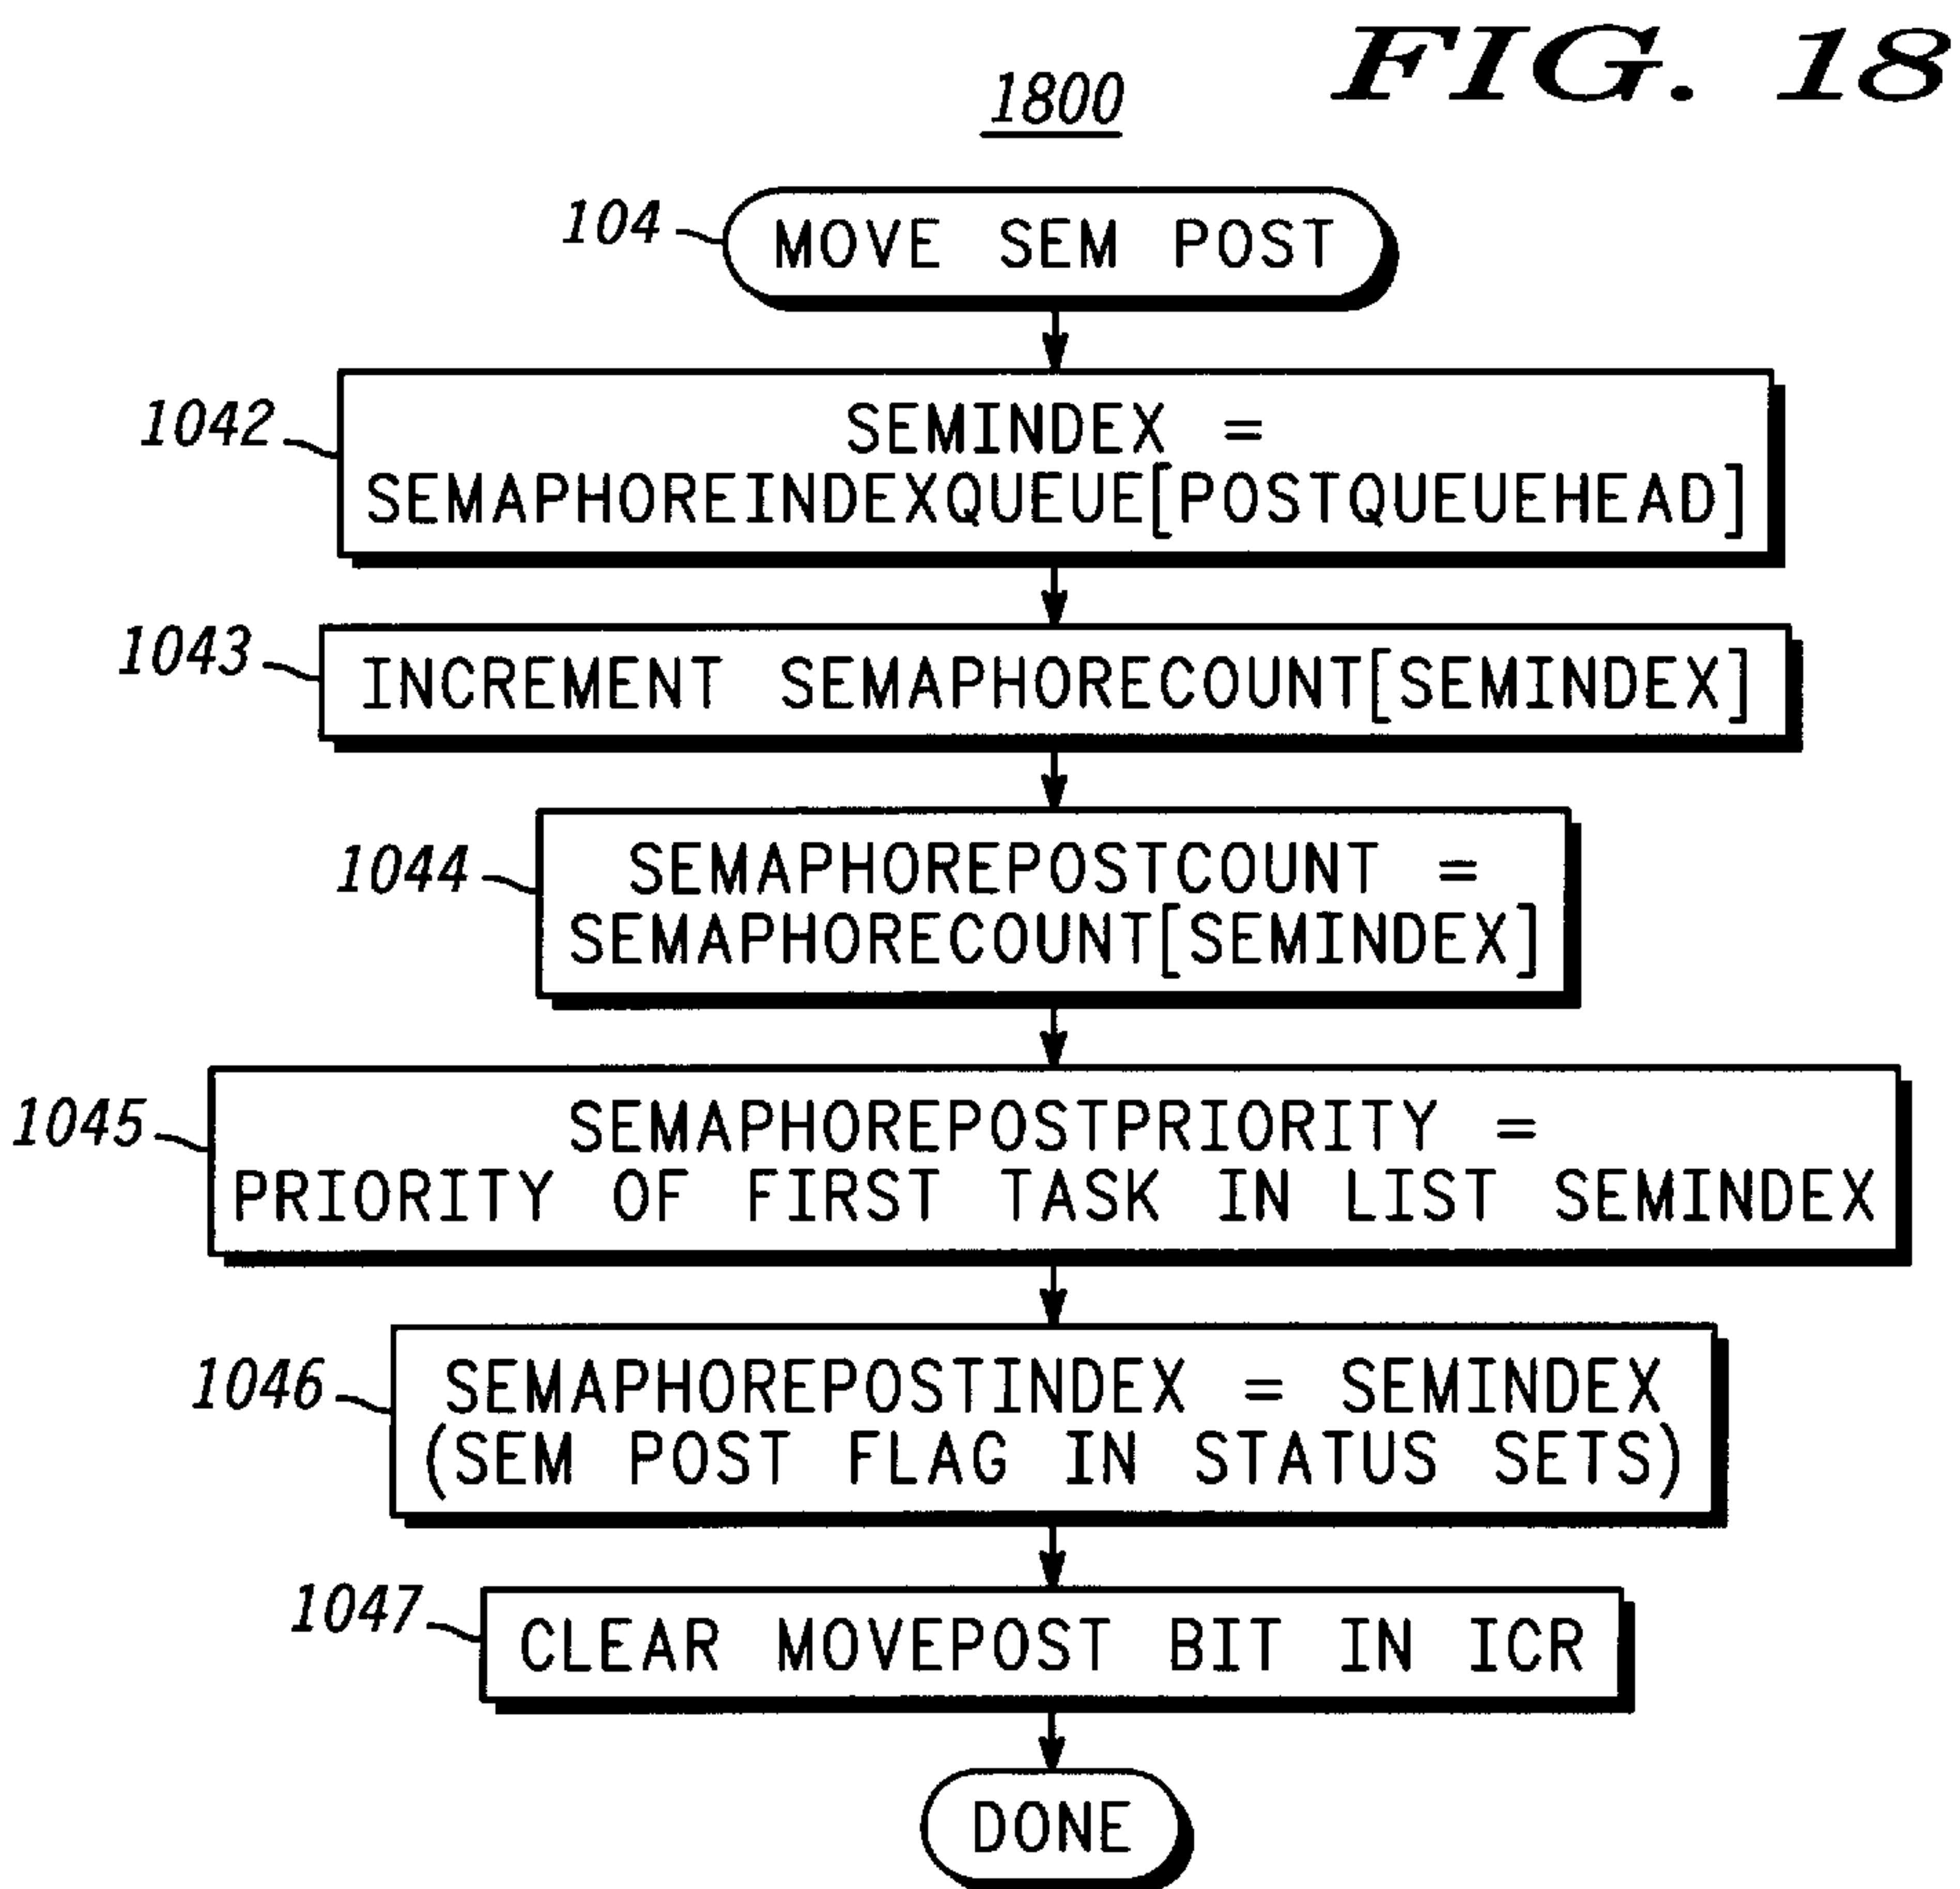 FIG. 18
1800
104
MOVE SEM POST
1042
SEMINDEX =
SEMAPHOREINDEXQUEUE[POSTQUEUEHEAD]
1043
INCREMENT SEMAPHORECOUNT[SEMINDEX]
1044
SEMAPHOREPOSTCOUNT =
SEMAPHORECOUNT[SEMINDEX]
1045
SEMAPHOREPOSTPRIORITY =
PRIORITY OF FIRST TASK IN LIST SEMINDEX
1046
SEMAPHOREPOSTINDEX = SEMINDEX
(SEM POST FLAG IN STATUS SETS)
1047
CLEAR MOVEPOST BIT IN ICR
DONE